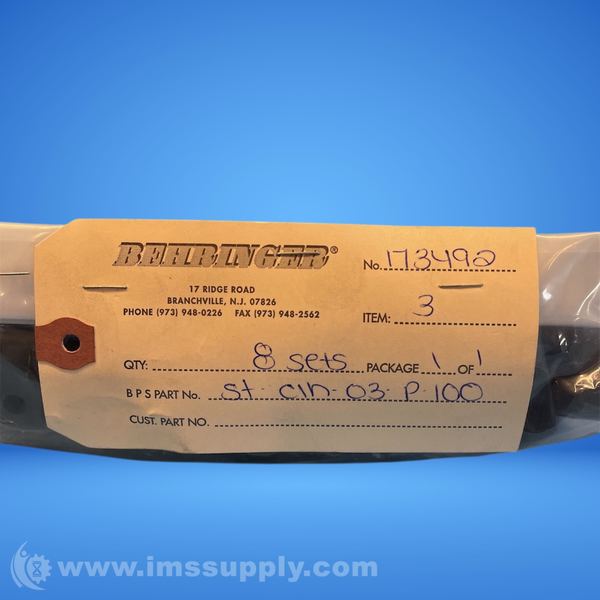 BEHRINGER®
17 RIDGE ROAD
BRANCHVILLE, N.J. 07826
PHONE (973) 948-0226 FAX (973) 948-2562
No. 173492
ITEM: 3
QTY: 8 sets PACKAGE 1 OF 1
B P S PART No. St- CIn-03-P-100
CUST. PART NO.
www.imssupply.com